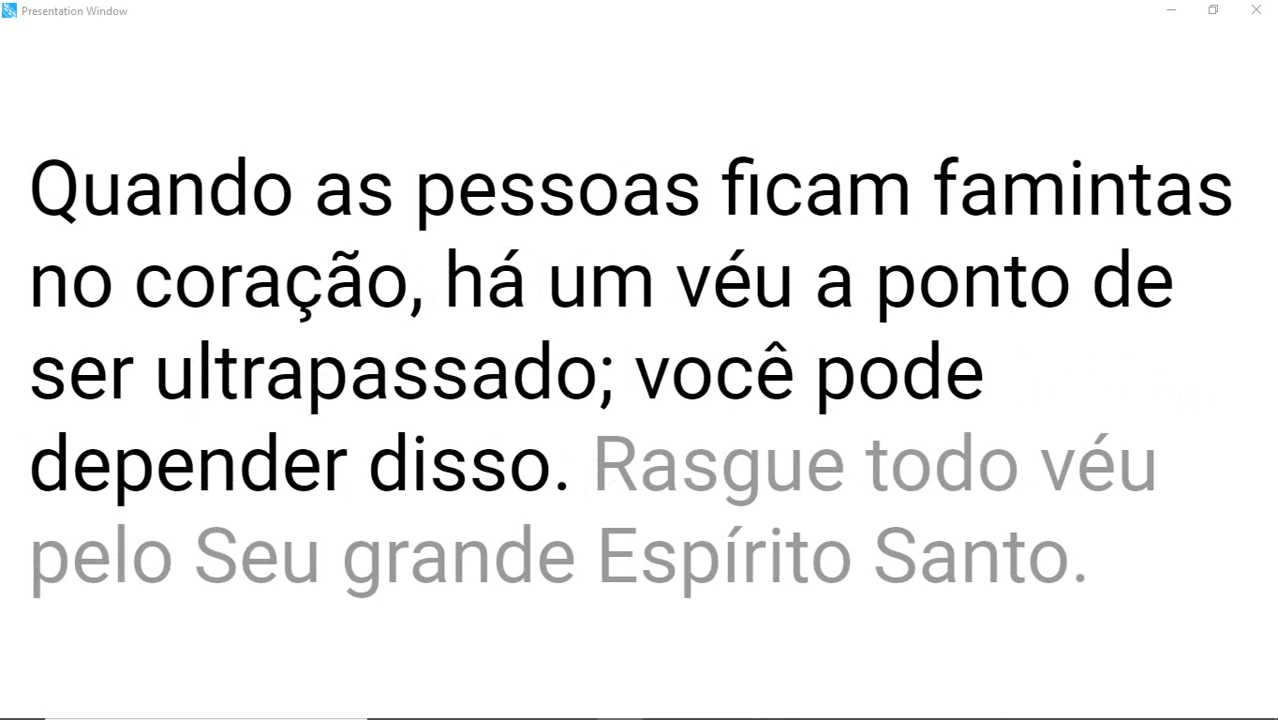 Presentation Window
Quando as pessoas ficam famintas
no coração, há um véu a ponto de
ser ultrapassado; você pode
depender disso. Rasgue todo véu
pelo Seu grande Espírito Santo.